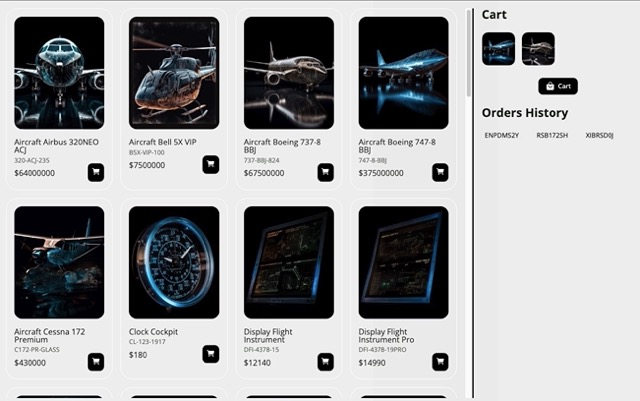 Aircraft Airbus 320NEO
ACJ
320-ACJ-235
$64000000
Aircraft Bell 5X VIP
B5X-VIP-100
$7500000
Aircraft Boeing 737-8
BBJ
737-BBJ-824
$67500000
Aircraft Boeing 747-8
BBJ
747-8-BBJ
$375000000
Aircraft Cessna 172
Premium
C172-PR-GLASS
$430000
Clock Cockpit
CL-123-1917
$180
Display Flight
Instrument
DFI-4378-15
$12140
Display Flight
Instrument Pro
DFI-4378-19PRO
$14990
Cart
Cart
Orders History
ENPDMS2Y RSB172SH XIBRSD0J